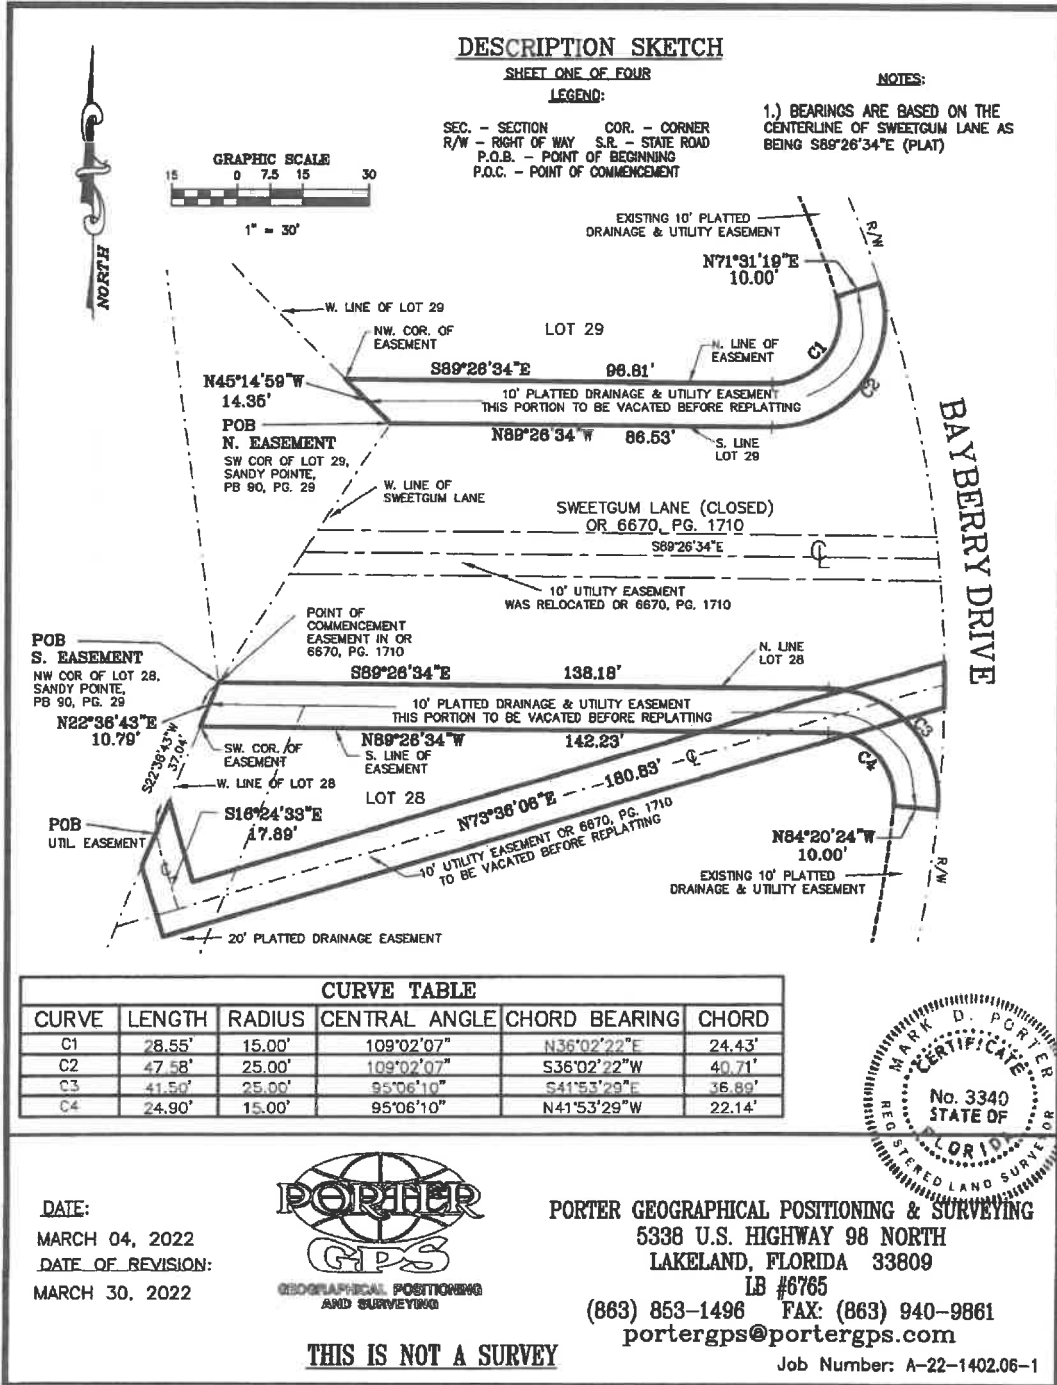 DESCRIPTION SKETCH
SHEET ONE OF FOUR
LEGEND:
SEC. - SECTION COR. - CORNER
R/W - RIGHT OF WAY S.R. - STATE ROAD
P.O.B. - POINT OF BEGINNING
P.O.C. - POINT OF COMMENCEMENT
NOTES:
1.) BEARINGS ARE BASED ON THE
CENTERLINE OF SWEETGUM LANE AS
BEING S89°26'34"E (PLAT)
NORTH
GRAPHIC SCALE
15 0 7.5 15 30
1" = 30'
EXISTING 10' PLATTED
DRAINAGE & UTILITY EASEMENT
R/W
N71°31'19"E
10.00'
W. LINE OF LOT 29
NW. COR. OF
EASEMENT
LOT 29
N. LINE OF
EASEMENT
C1
C2
S89°26'34"E 96.81'
N45°14'59"W
14.35'
10' PLATTED DRAINAGE & UTILITY EASEMENT
THIS PORTION TO BE VACATED BEFORE REPLATTING
POB
N. EASEMENT
SW COR OF LOT 29,
SANDY POINTE,
PB 90, PG. 29
N89°26'34"W 86.53'
S. LINE
LOT 29
BAYBERRY DRIVE
W. LINE OF
SWEETGUM LANE
SWEETGUM LANE (CLOSED)
OR 6670, PG. 1710
S89°26'34"E
CL
10' UTILITY EASEMENT
WAS RELOCATED OR 6670, PG. 1710
POINT OF
COMMENCEMENT
EASEMENT IN OR
6670, PG. 1710
POB
S. EASEMENT
NW COR OF LOT 28,
SANDY POINTE,
PB 90, PG. 29
N. LINE
LOT 28
S89°26'34"E 138.18'
10' PLATTED DRAINAGE & UTILITY EASEMENT
THIS PORTION TO BE VACATED BEFORE REPLATTING
N22°36'43"E
10.79'
N89°26'34"W 142.23'
C3
C4
S22°36'43"W
37.04'
SW. COR. OF
EASEMENT
S. LINE OF
EASEMENT
W. LINE OF LOT 28
LOT 28
S16°24'33"E
17.89'
N73°36'06"E 180.83' CL
10' UTILITY EASEMENT OR 6670, PG. 1710
TO BE VACATED BEFORE REPLATTING
POB
UTIL EASEMENT
CL
N84°20'24"W
10.00'
EXISTING 10' PLATTED
DRAINAGE & UTILITY EASEMENT
R/W
20' PLATTED DRAINAGE EASEMENT
CURVE TABLE
CURVE LENGTH RADIUS CENTRAL ANGLE CHORD BEARING CHORD
C1 28.55' 15.00' 109°02'07" N36°02'22"E 24.43'
C2 47.58' 25.00' 109°02'07" S36°02'22"W 40.71'
C3 41.50' 25.00' 95°06'10" S41°53'29"E 36.89'
C4 24.90' 15.00' 95°06'10" N41°53'29"W 22.14'
MARK D. PORTER
CERTIFICATE
No. 3340
STATE OF
FLORIDA
REGISTERED LAND SURVEYOR
DATE:
MARCH 04, 2022
DATE OF REVISION:
MARCH 30, 2022
PORTER
GPS
GEOGRAPHICAL POSITIONING
AND SURVEYING
THIS IS NOT A SURVEY
PORTER GEOGRAPHICAL POSITIONING & SURVEYING
5338 U.S. HIGHWAY 98 NORTH
LAKELAND, FLORIDA 33809
LB #6765
(863) 853-1496 FAX: (863) 940-9861
portergps@portergps.com
Job Number: A-22-1402.06-1